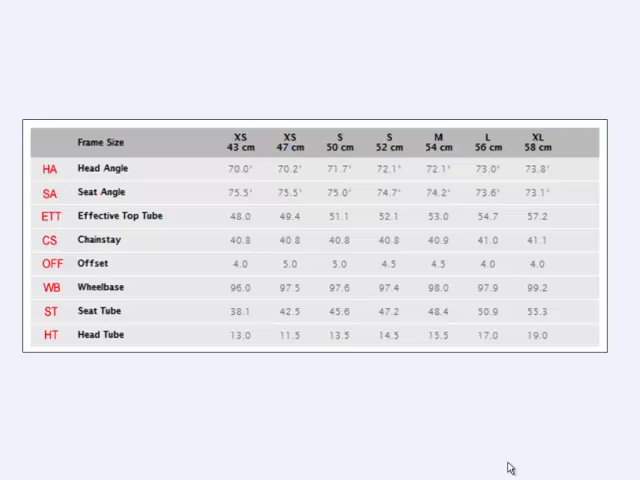 Frame Size XS 43 cm XS 47 cm S 50 cm S 52 cm M 54 cm L 56 cm XL 58 cm
HA Head Angle 70.0° 70.2° 71.7° 72.1° 72.1° 73.0° 73.8°
SA Seat Angle 75.5° 75.5° 75.0° 74.7° 74.2° 73.6° 73.1°
ETT Effective Top Tube 48.0 49.4 51.1 52.1 53.0 54.7 57.2
CS Chainstay 40.8 40.8 40.8 40.8 40.9 41.0 41.1
OFF Offset 4.0 5.0 5.0 4.5 4.5 4.0 4.0
WB Wheelbase 96.0 97.5 97.6 97.4 98.0 97.9 99.2
ST Seat Tube 38.1 42.5 45.6 47.2 48.4 50.9 55.3
HT Head Tube 13.0 11.5 13.5 14.5 15.5 17.0 19.0